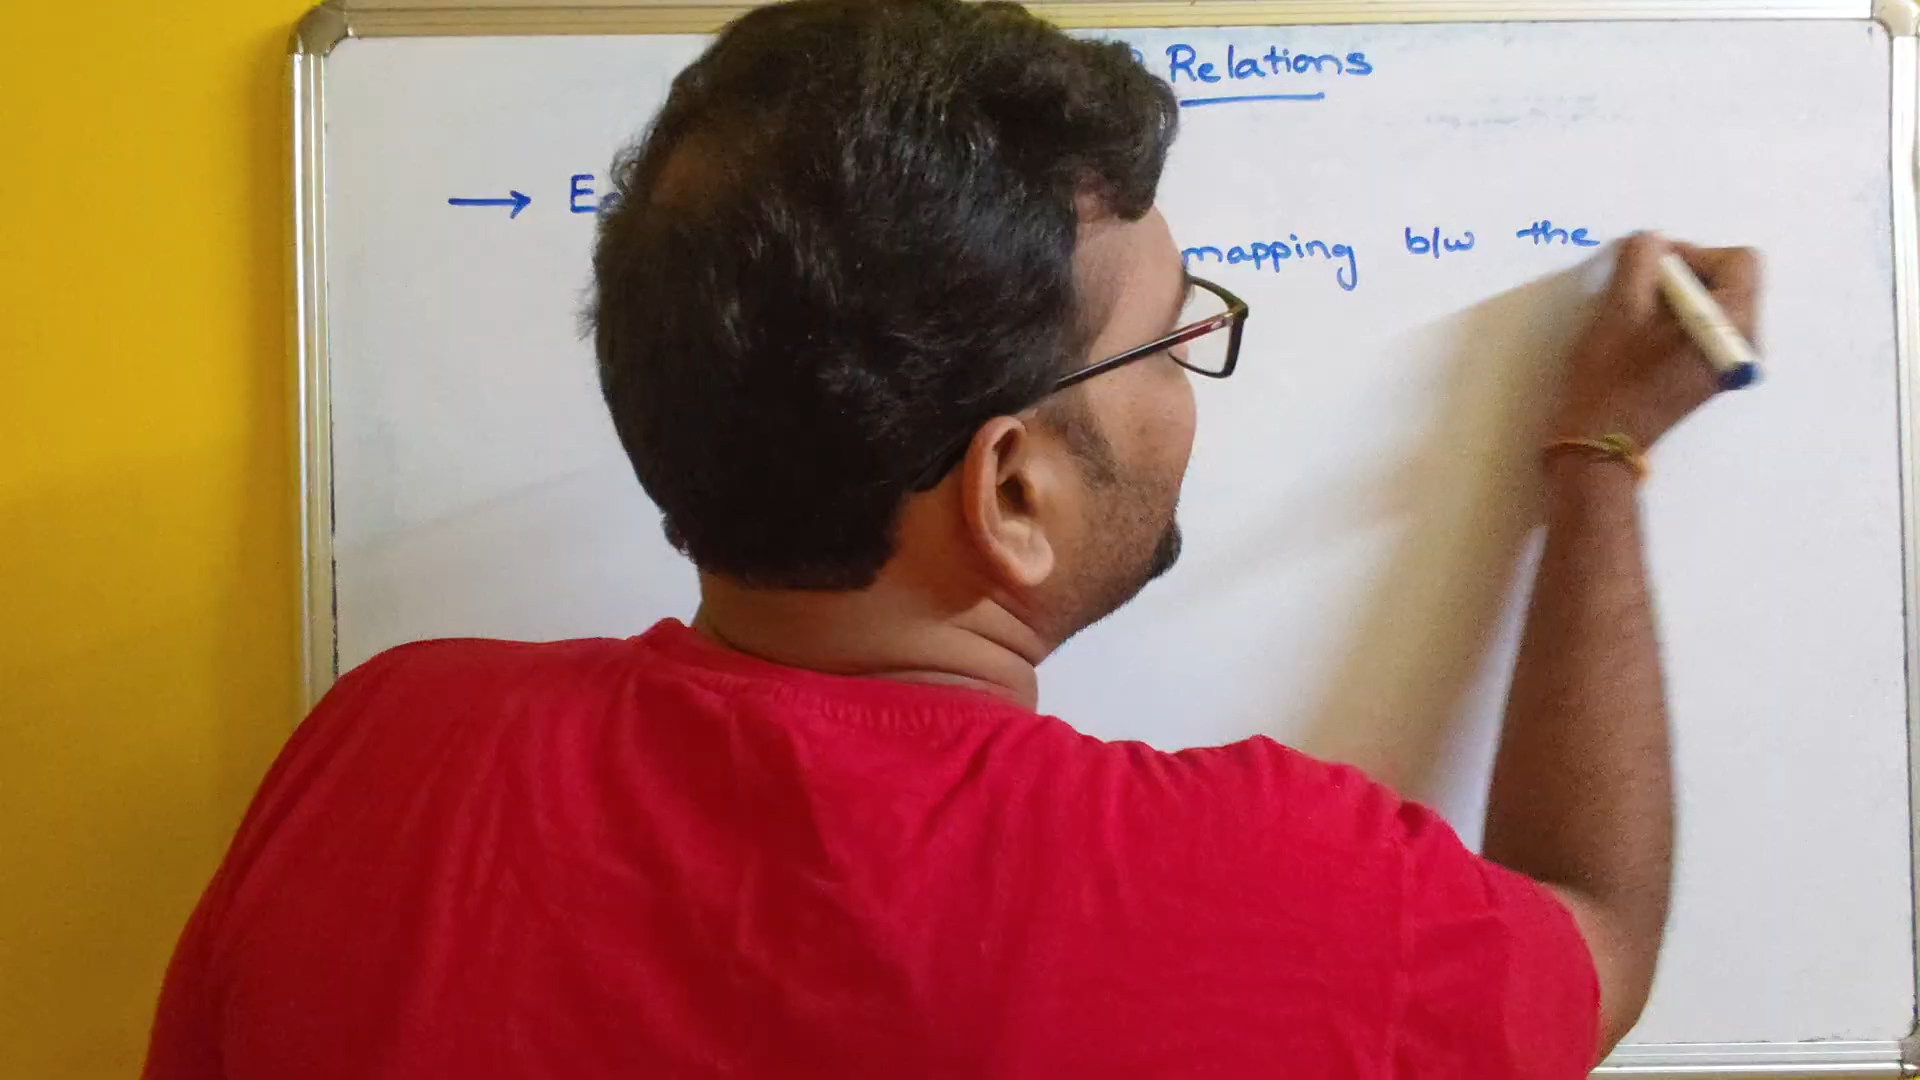 Relations
→ E
mapping b/w the